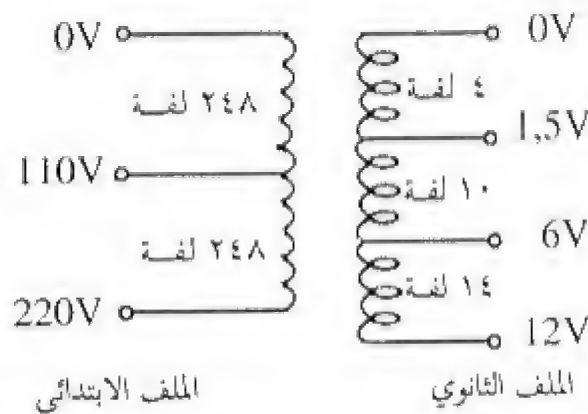 0V
٢٤٨ لفة
110V
٢٤٨ لفة
220V
الملف الابتدائى
0V
٤ لفة
1,5V
١٠ لفة
6V
١٤ لفة
12V
الملف الثانوي